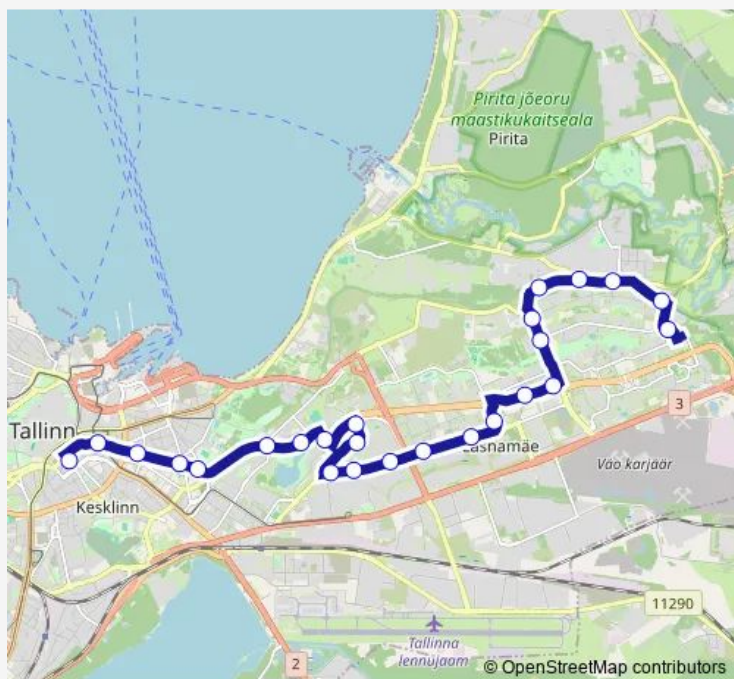 Pirita jõeoru
maastikukaitseala
Pirita
Tallinn
3
Lasnamäe
Väo karjäär
Kesklinn
11290
Tallinna
lennujaam
2
© OpenStreetMap contributors